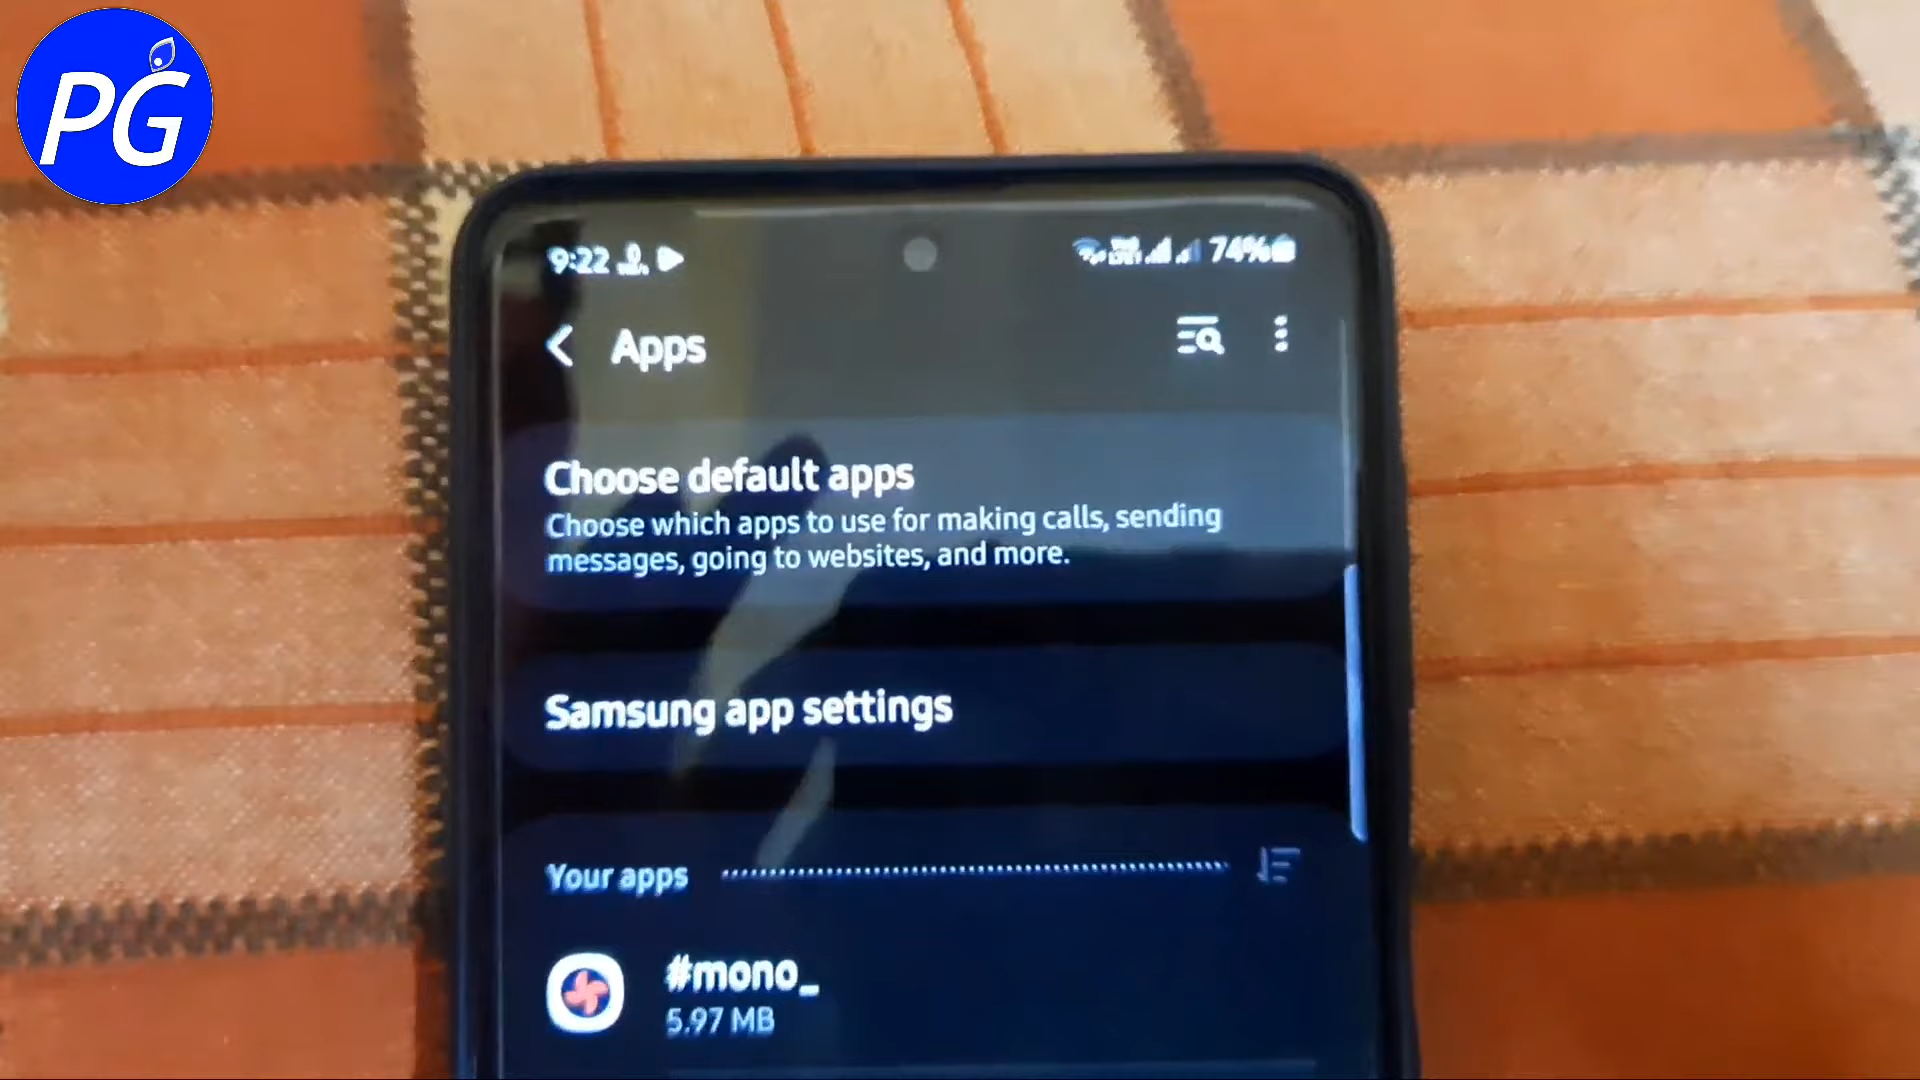 PG
9:22
74%
Apps
Choose default apps
Choose which apps to use for making calls, sending
messages, going to websites, and more.
Samsung app settings
Your apps
#mono_
5.97 MB